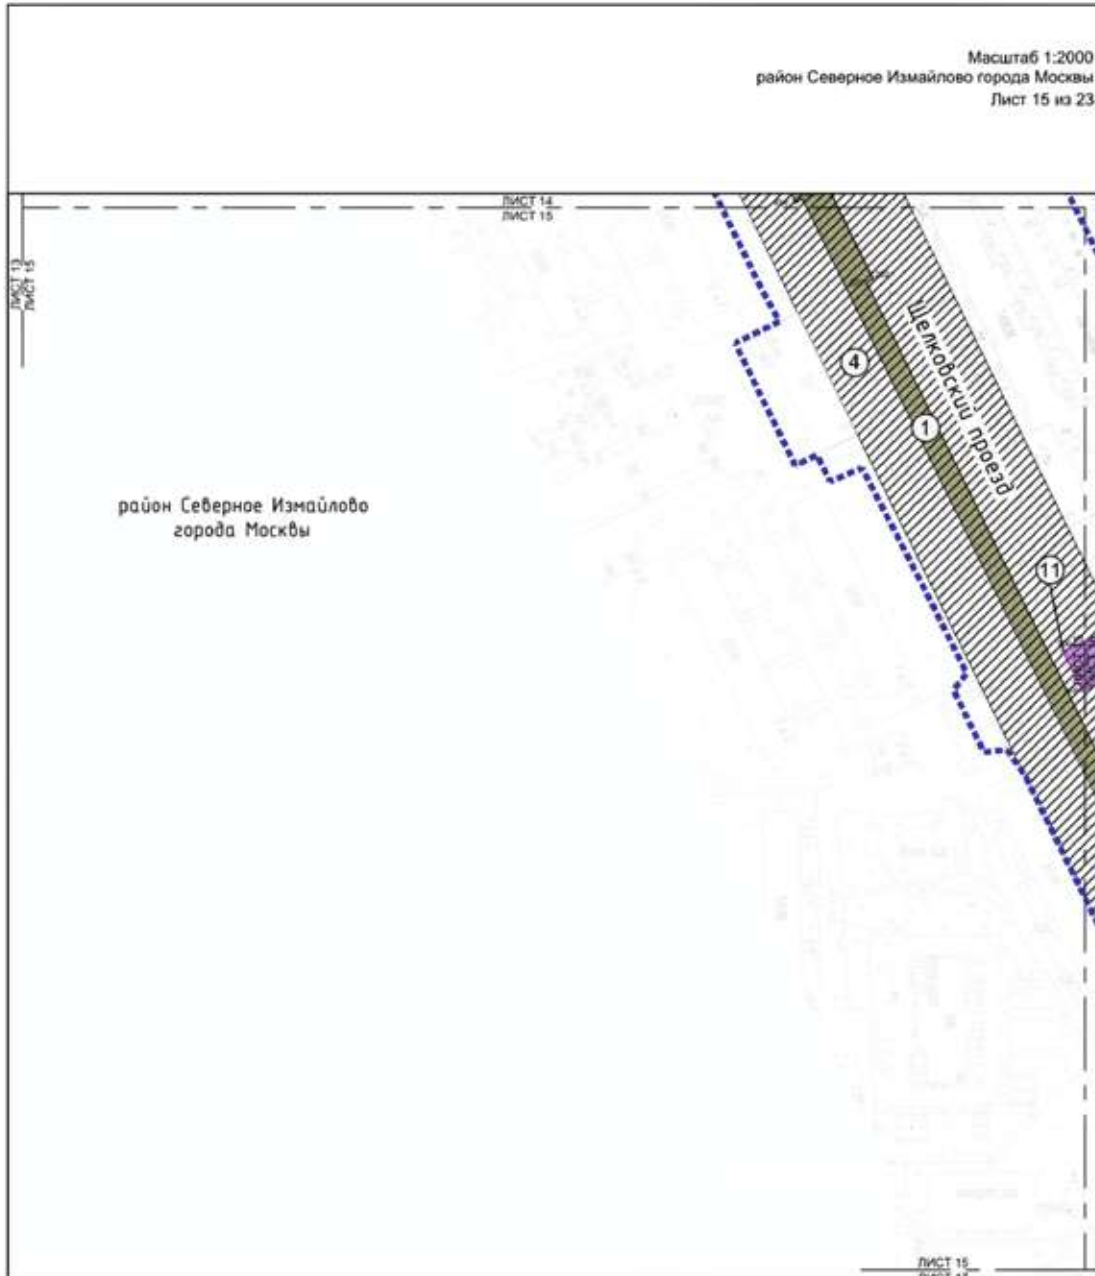 Масштаб 1:2000
район Северное Измайлово города Москвы
Лист 15 из 23
ЛИСТ 14
ЛИСТ 15
ЛИСТ 13
ЛИСТ 15
4
Щелковский проезд
1
район Северное Измайлово
города Москвы
11
ЛИСТ 15